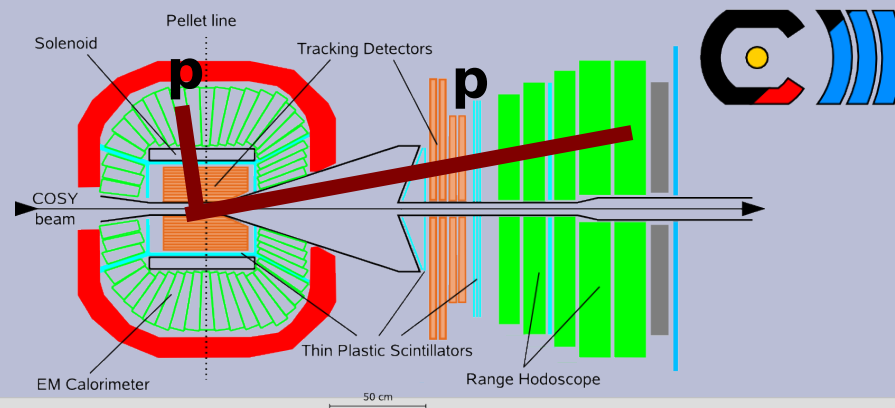 Pellet line
Solenoid
Tracking Detectors
p
p
COSY
beam
Thin Plastic Scintillators
EM Calorimeter
Range Hodoscope
50 cm